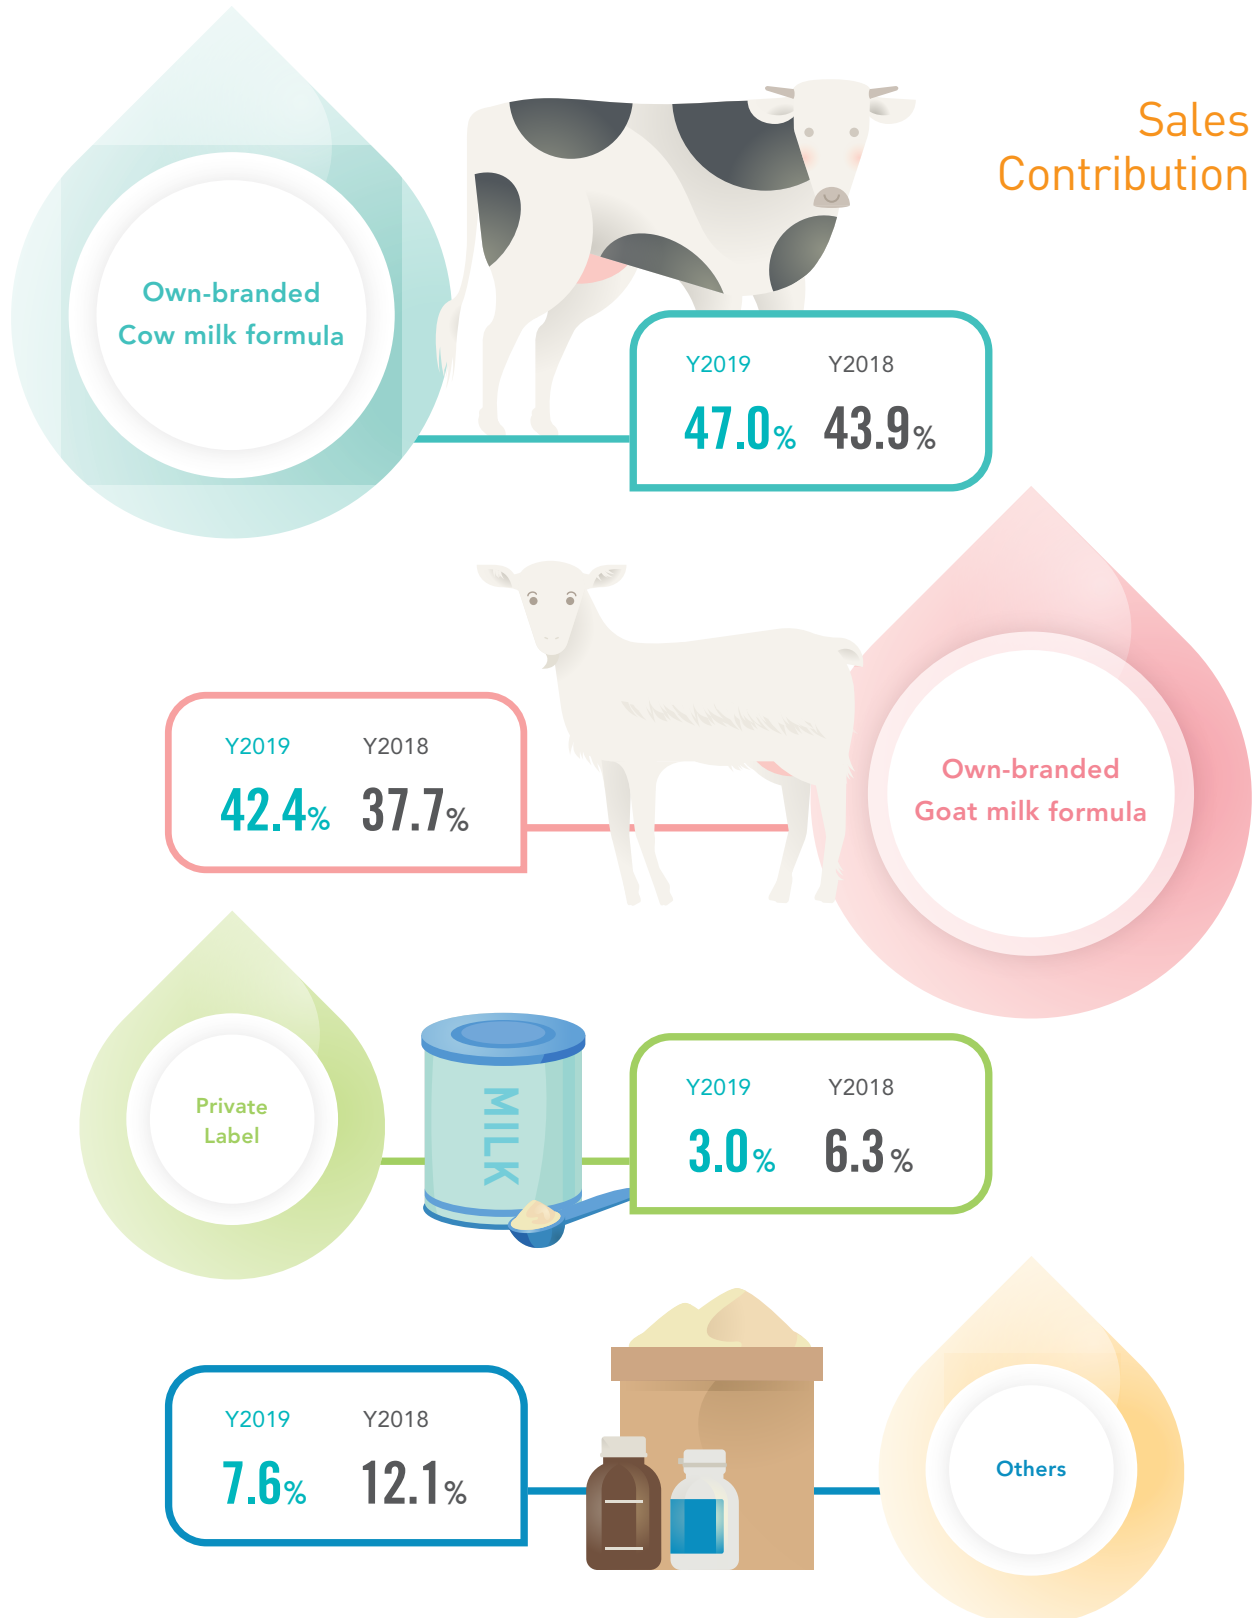 Sales
Contribution
Own-branded
Cow milk formula
Y2019 Y2018
47.0% 43.9%
Y2019 Y2018
42.4% 37.7%
Own-branded
Goat milk formula
Private
Label
MILK
Y2019 Y2018
3.0% 6.3%
Y2019 Y2018
7.6% 12.1%
Others